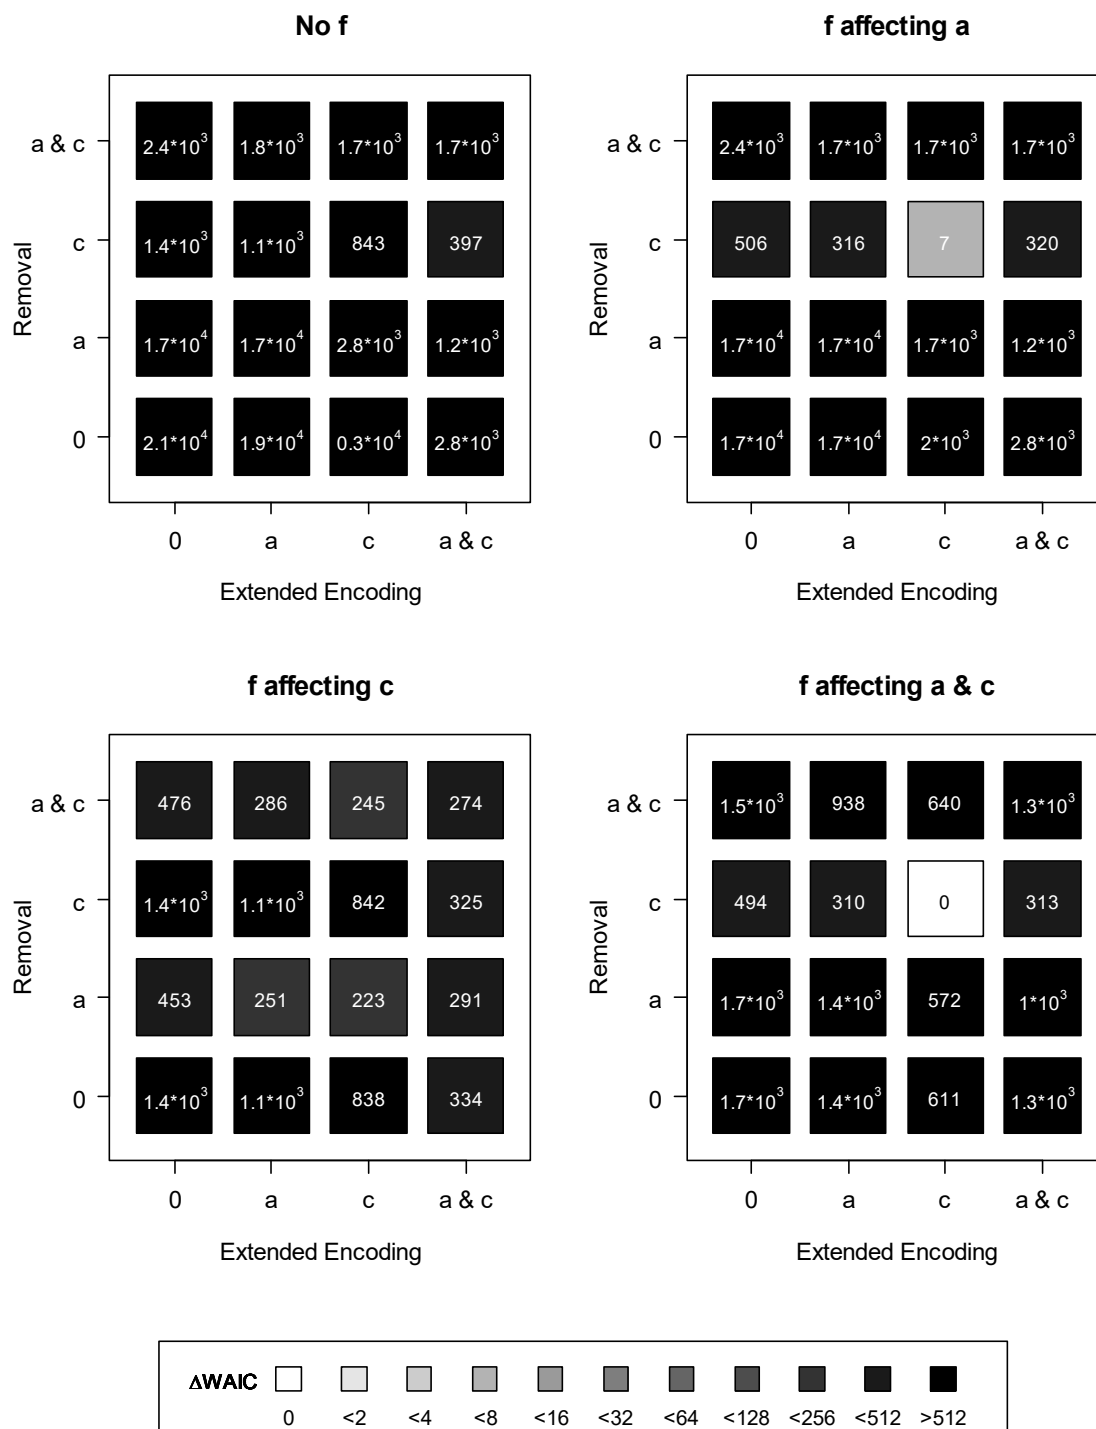 No f
f affecting a
a & c 2.4*10^3 1.8*10^3 1.7*10^3 1.7*10^3
c 1.4*10^3 1.1*10^3 843 397
a 1.7*10^4 1.7*10^4 2.8*10^3 1.2*10^3
0 2.1*10^4 1.9*10^4 0.3*10^4 2.8*10^3
Removal
0 a c a & c
Extended Encoding
a & c 2.4*10^3 1.7*10^3 1.7*10^3 1.7*10^3
c 506 316 7 320
a 1.7*10^4 1.7*10^4 1.7*10^3 1.2*10^3
0 1.7*10^4 1.7*10^4 2*10^3 2.8*10^3
Removal
0 a c a & c
Extended Encoding
f affecting c
f affecting a & c
a & c 476 286 245 274
c 1.4*10^3 1.1*10^3 842 325
a 453 251 223 291
0 1.4*10^3 1.1*10^3 838 334
Removal
0 a c a & c
Extended Encoding
a & c 1.5*10^3 938 640 1.3*10^3
c 494 310 0 313
a 1.7*10^3 1.4*10^3 572 1*10^3
0 1.7*10^3 1.4*10^3 611 1.3*10^3
Removal
0 a c a & c
Extended Encoding
ΔWAIC
0 <2 <4 <8 <16 <32 <64 <128 <256 <512 >512